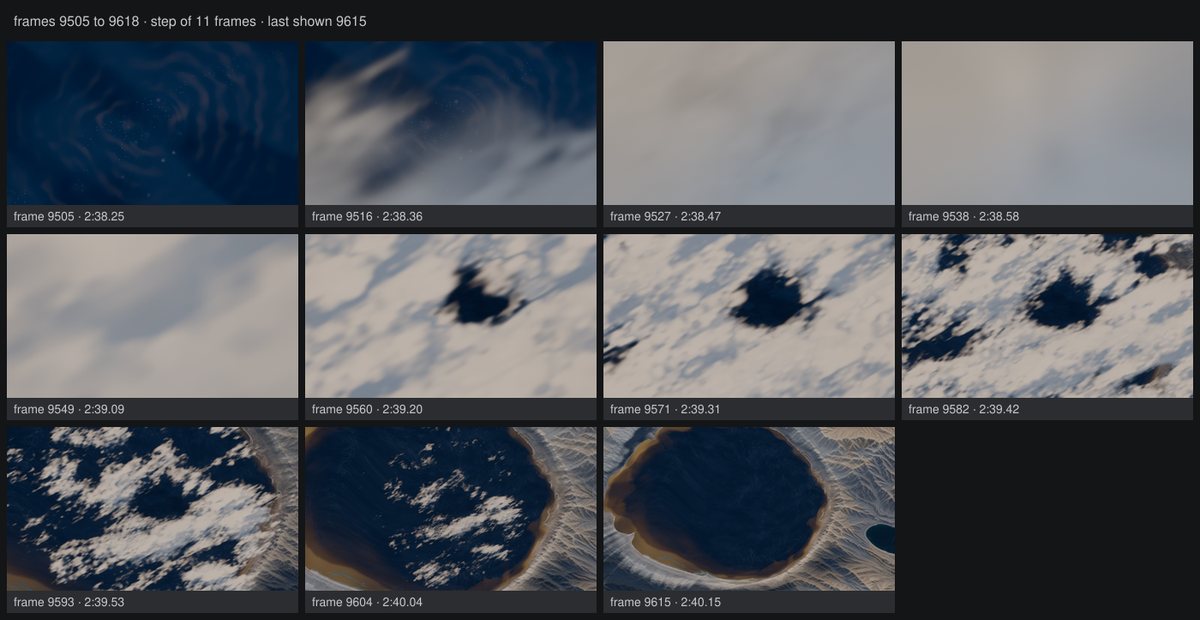 frames 9505 to 9618 · step of 11 frames · last shown 9615
frame 9505 · 2:38.25
frame 9516 · 2:38.36
frame 9527 · 2:38.47
frame 9538 · 2:38.58
frame 9549 · 2:39.09
frame 9560 · 2:39.20
frame 9571 · 2:39.31
frame 9582 · 2:39.42
frame 9593 · 2:39.53
frame 9604 · 2:40.04
frame 9615 · 2:40.15